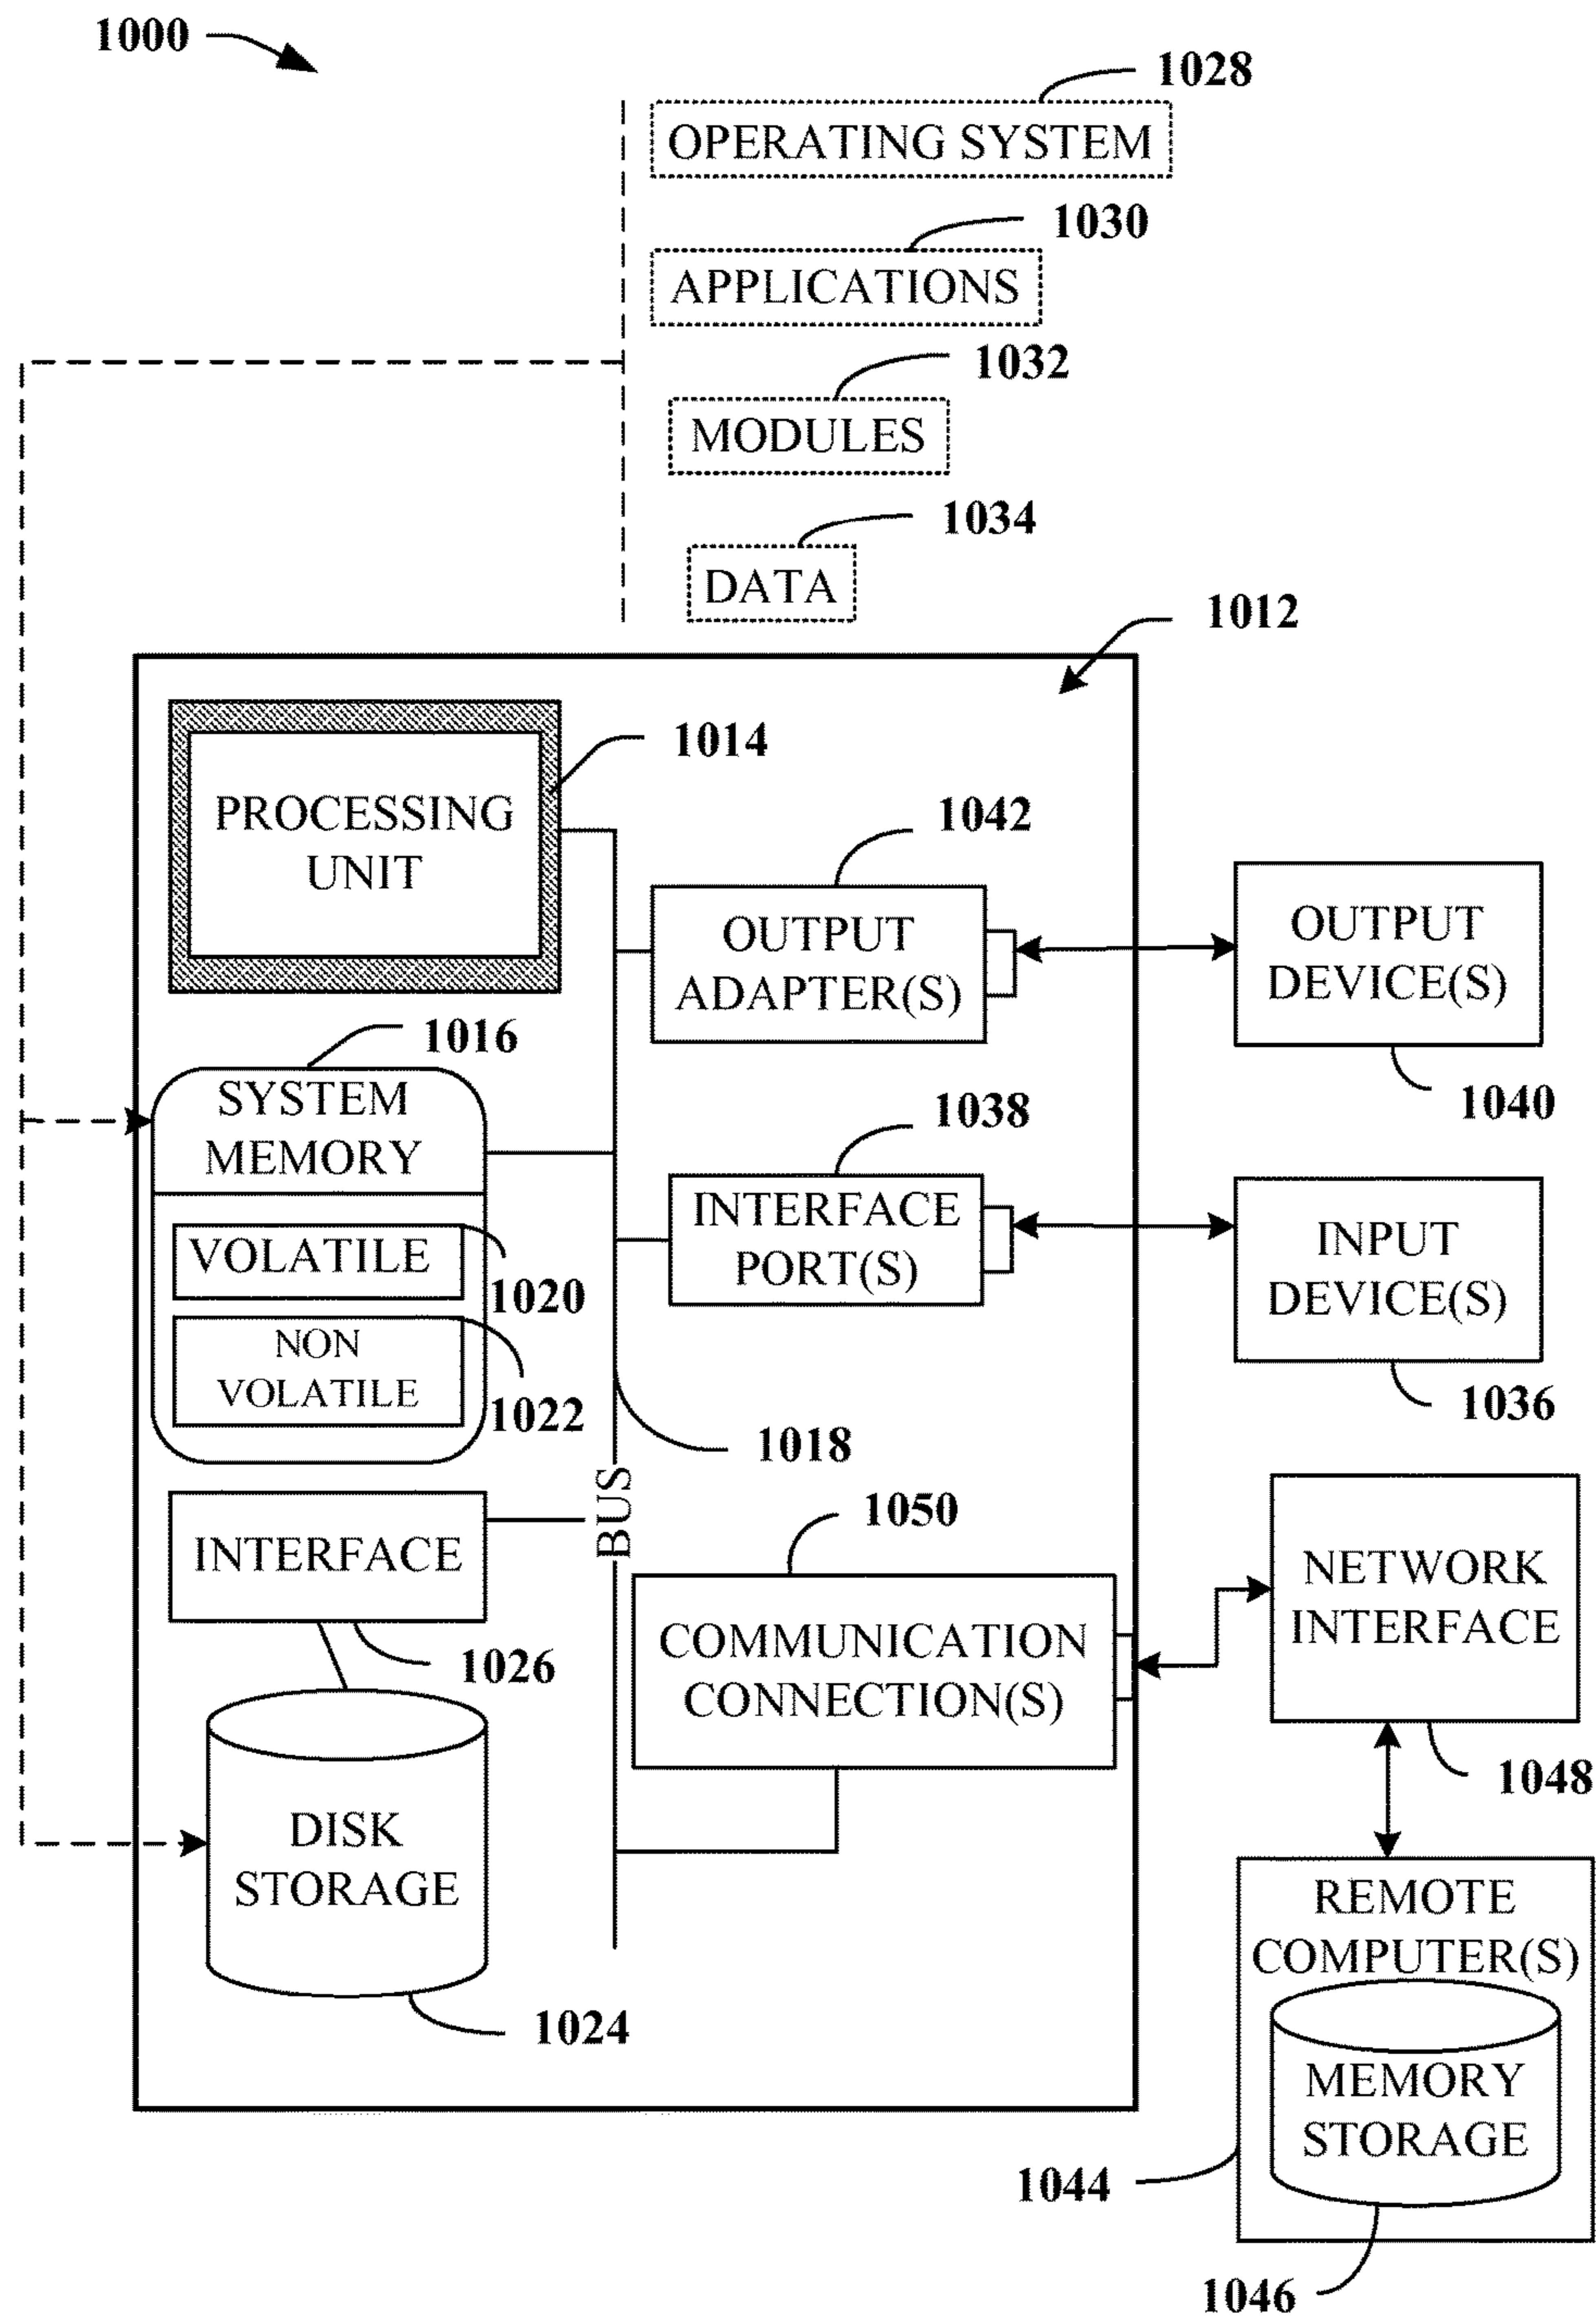 1000
1028
OPERATING SYSTEM
1030
APPLICATIONS
1032
MODULES
1034
DATA
1012
1014
PROCESSING
UNIT
1042
OUTPUT
ADAPTER(S)
OUTPUT
DEVICE(S)
1040
1016
SYSTEM
MEMORY
VOLATILE
1020
NON
VOLATILE
1022
1038
INTERFACE
PORT(S)
INPUT
DEVICE(S)
1036
1018
BUS
INTERFACE
1026
1050
COMMUNICATION
CONNECTION(S)
NETWORK
INTERFACE
1048
DISK
STORAGE
1024
REMOTE
COMPUTER(S)
MEMORY
STORAGE
1044
1046